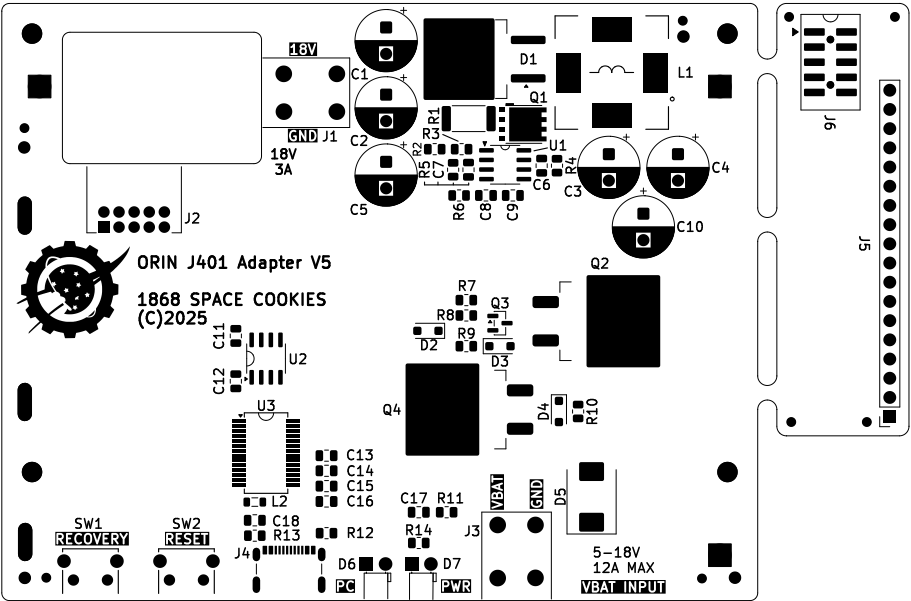 18V
C1
GND J1
18V
3A
C2
C5
J2
R1
Q1
D1
L1
J6
R3
R2
R5
C7
U1
R6
C8
C9
C6
R4
C3
C4
C10
J5
ORIN J401 Adapter V5
1868 SPACE COOKIES
(C)2025
Q2
R7
R8
Q3
D2
R9
D3
C11
U2
C12
U3
Q4
D4
R10
C13
C14
C15
C16
L2
C18
R13
R12
J4
C17
R11
R14
J3
VBAT
GND
D5
SW1
RECOVERY
SW2
RESET
D6
PC
D7
PWR
5-18V
12A MAX
VBAT INPUT